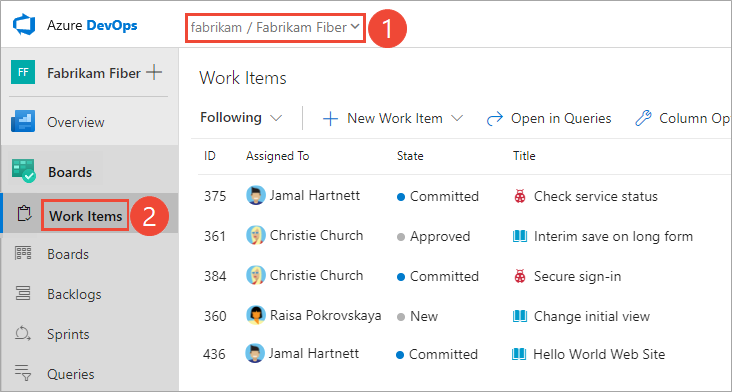 Azure DevOps
fabrikam / Fabrikam Fiber
1
FF Fabrikam Fiber
Overview
Boards
Work Items 2
Boards
Backlogs
Sprints
Queries
Work Items
Following New Work Item Open in Queries Column Op
ID Assigned To State Title
375 Jamal Hartnett Committed Check service status
361 Christie Church Approved Interim save on long form
384 Christie Church Committed Secure sign-in
360 Raisa Pokrovskaya New Change initial view
436 Jamal Hartnett Committed Hello World Web Site